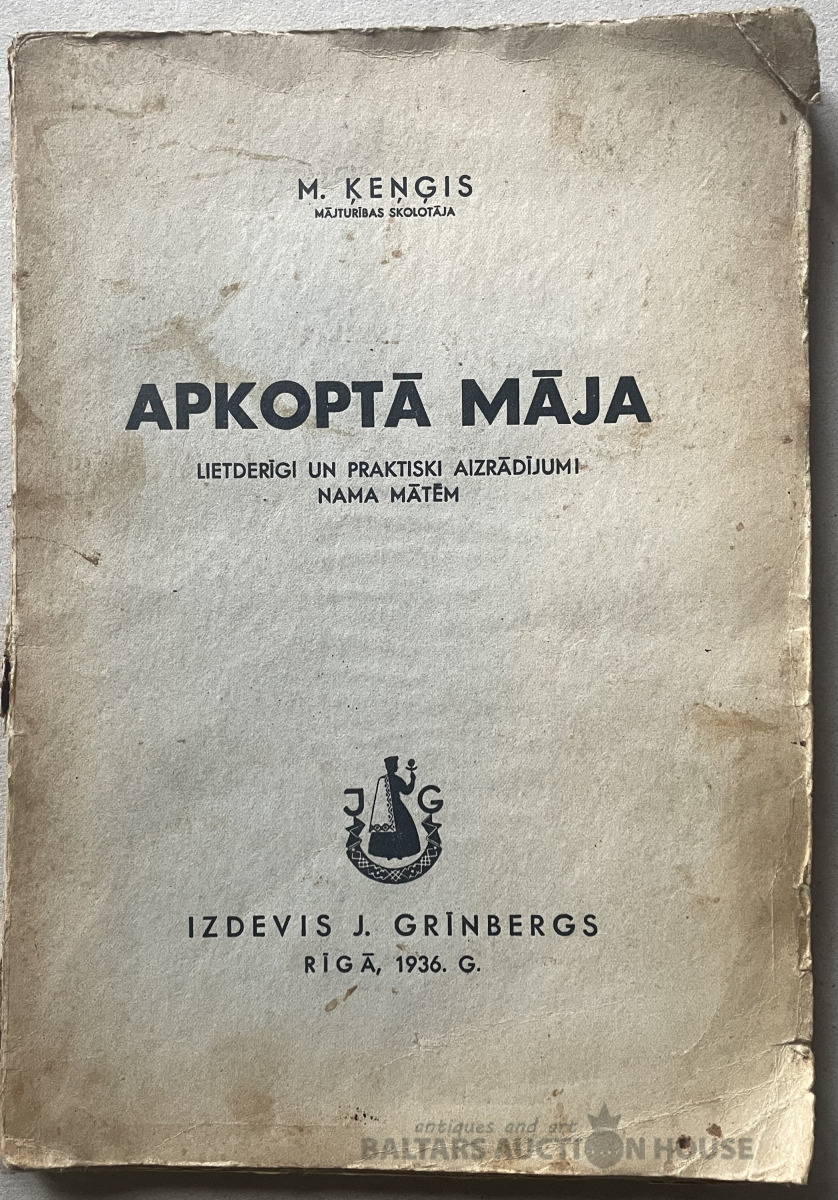 M. ĶEŅĢIS
MĀJTURĪBAS SKOLOTĀJA
APKOPTĀ MĀJA
LIETDERĪGI UN PRAKTISKI AIZRĀDĪJUMI
NAMA MĀTĒM
J G
IZDEVIS J. GRĪNBERGS
RĪGĀ, 1936. G.
antiques and art
BALTARS AUCTION HOUSE